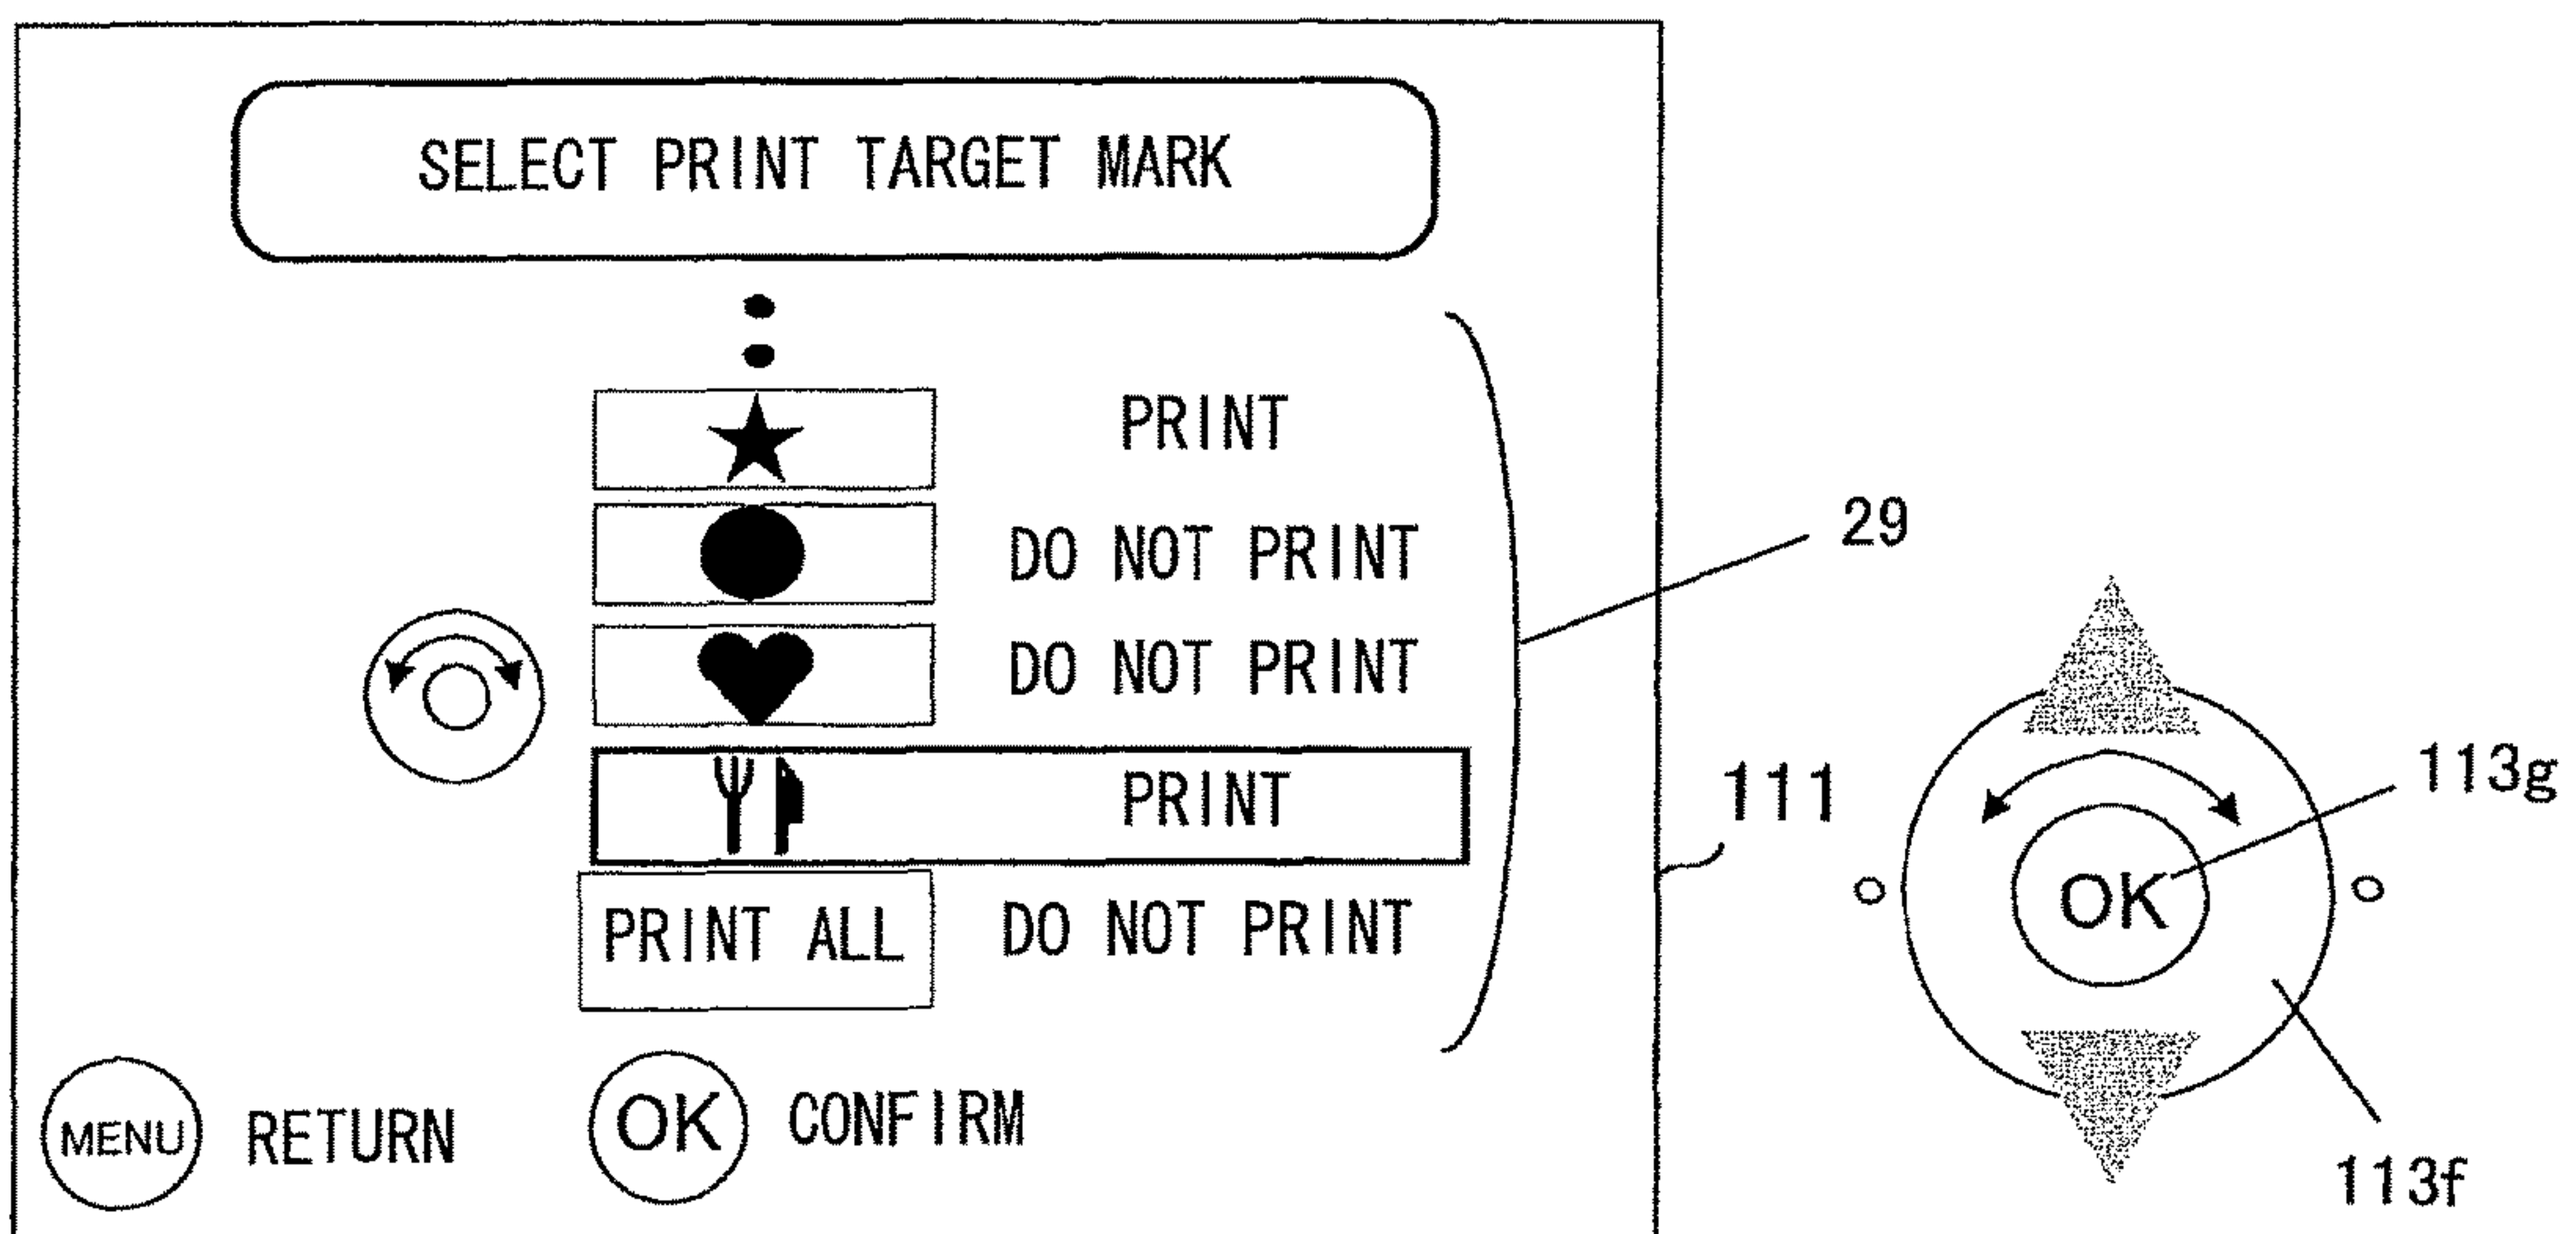 SELECT PRINT TARGET MARK
PRINT
DO NOT PRINT
DO NOT PRINT
PRINT
PRINT ALL DO NOT PRINT
MENU RETURN OK CONFIRM
29
111
113g
OK
113f